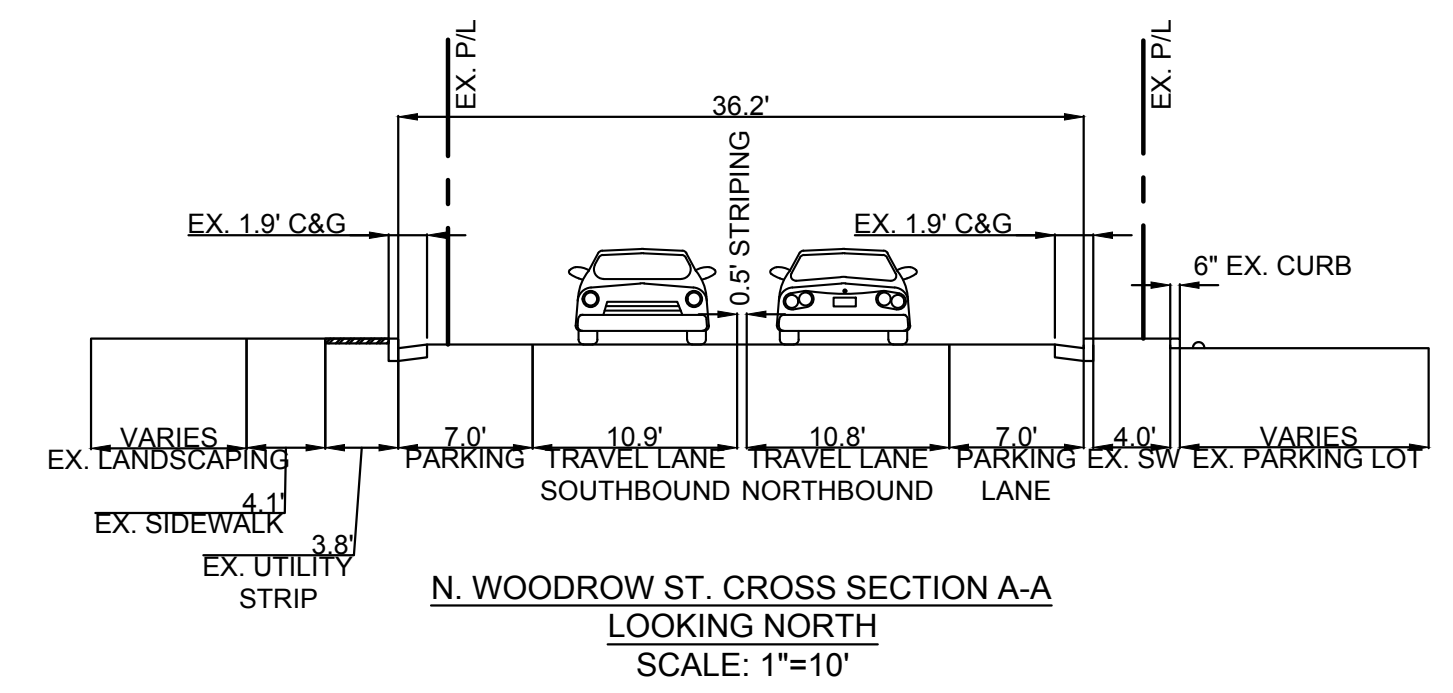 EX. P/L
EX. P/L
36.2'
0.5' STRIPING
EX. 1.9' C&G
EX. 1.9' C&G
6" EX. CURB
VARIES
EX. LANDSCAPING
4.1'
EX. SIDEWALK
3.8'
EX. UTILITY
STRIP
7.0'
PARKING
10.9'
TRAVEL LANE
SOUTHBOUND
10.8'
TRAVEL LANE
NORTHBOUND
7.0'
PARKING
LANE
4.0'
EX. SW
VARIES
EX. PARKING LOT
N. WOODROW ST. CROSS SECTION A-A
LOOKING NORTH
SCALE: 1"=10'